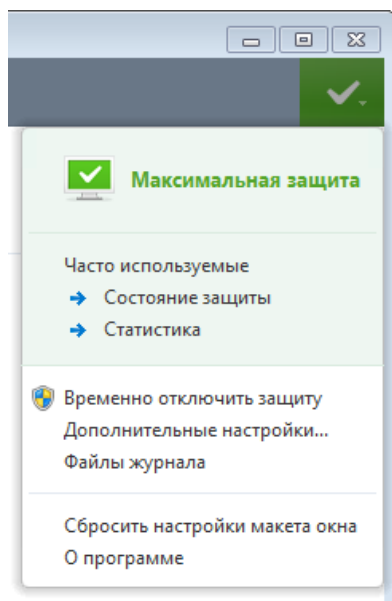 Максимальная защита
Часто используемые
Состояние защиты
Статистика
Временно отключить защиту
Дополнительные настройки...
Файлы журнала
Сбросить настройки макета окна
О программе